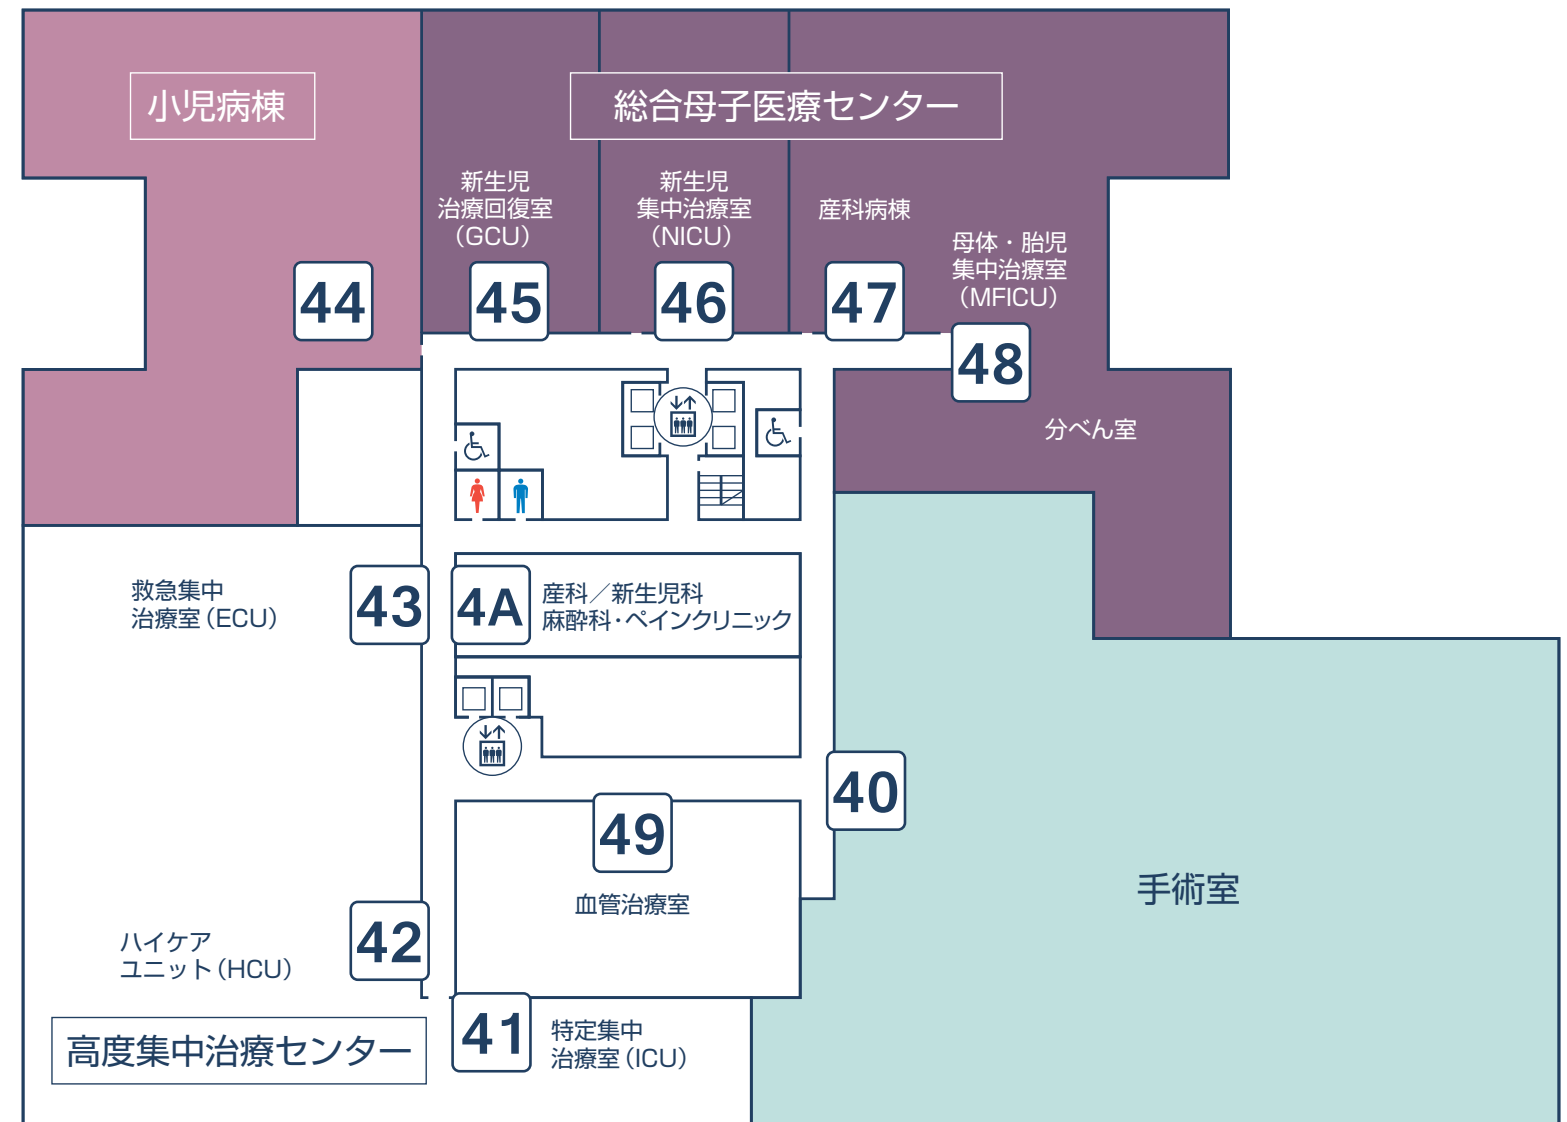 小児病棟
総合母子医療センター
新生児
治療回復室
（GCU）
新生児
集中治療室
（NICU）
産科病棟
母体・胎児
集中治療室
（MFICU）
44
45
46
47
48
分べん室
救急集中
治療室（ECU）
43
4A
産科／新生児科
麻酔科・ペインクリニック
40
49
血管治療室
手術室
ハイケア
ユニット（HCU）
42
高度集中治療センター
41
特定集中
治療室（ICU）